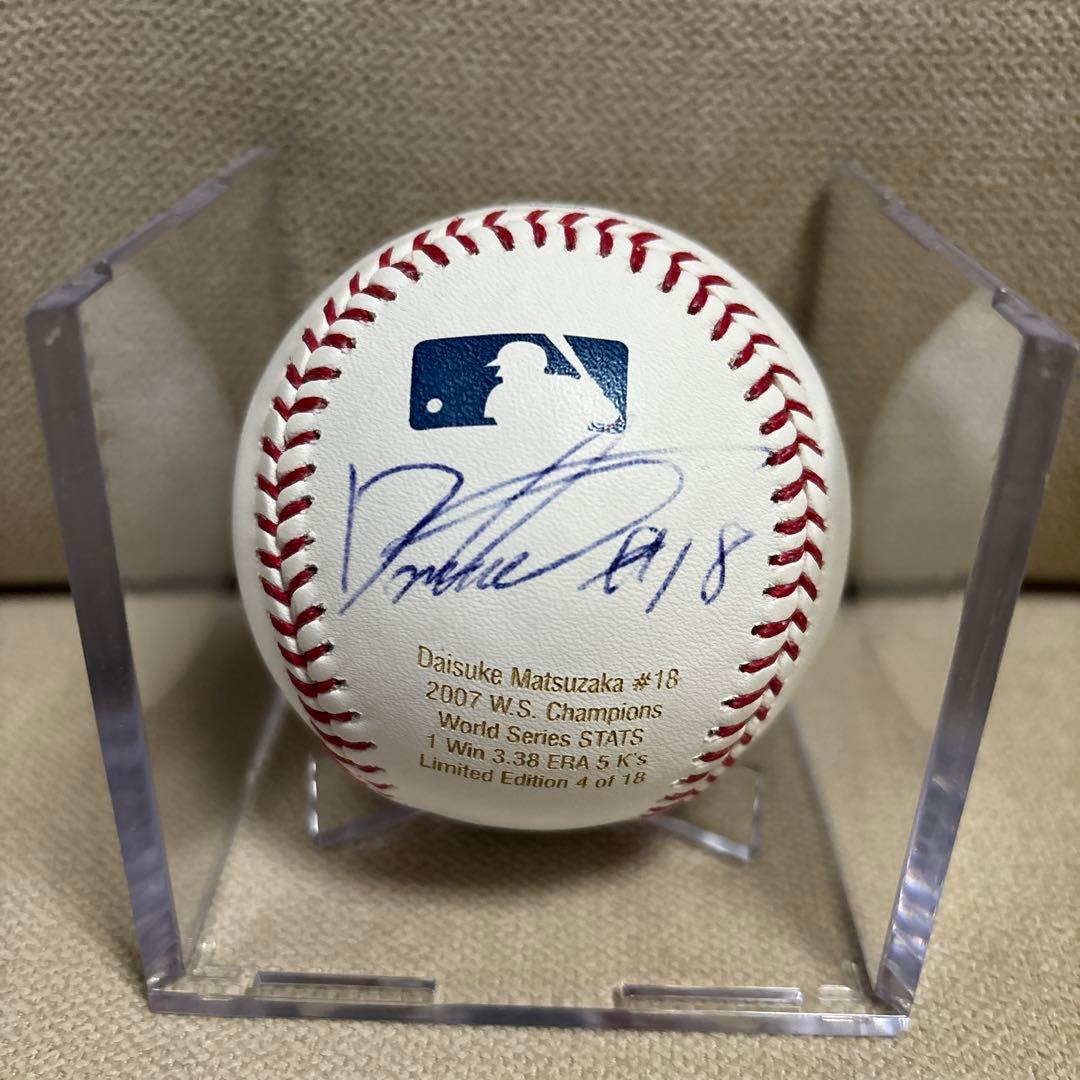 Daisuke #18
Daisuke Matsuzaka #18
2007 W.S. Champions
World Series STATS
1 Win 3.38 ERA 5 K's
Limited Edition 4 of 18